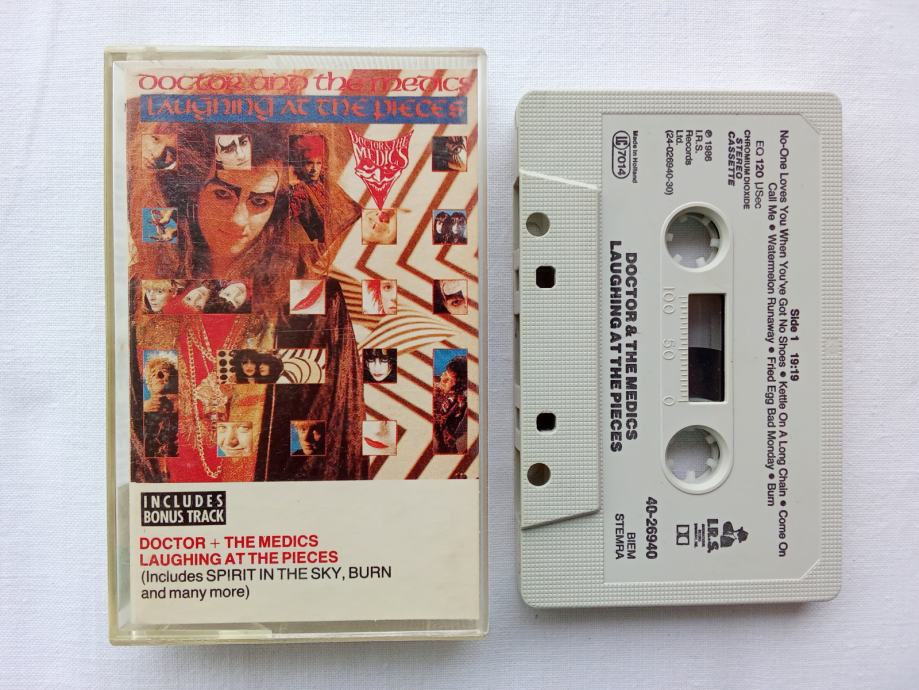 DOCTOR AND THE MEDICS
LAUGHING AT THE PIECES
DOCTOR & THE
MEDICS
INCLUDES
BONUS TRACK
DOCTOR + THE MEDICS
LAUGHING AT THE PIECES
(Includes SPIRIT IN THE SKY, BURN
and many more)
Side 1 19:19
No-One Loves You When You've Got No Shoes • Kettle On A Long Chain • Come On
Call Me • Watermelon Runaway • Fried Egg Bad Monday • Burn
EQ 120 µSec
CHROMIUM DIOXIDE
STEREO
CASSETTE
℗ 1986
I.R.S.
Records
Ltd.
(24-026940-30)
LC 7014
Made in Holland
100 50 0
DOCTOR & THE MEDICS
LAUGHING AT THE PIECES
I.R.S.
40-26940
BIEM
STEMRA